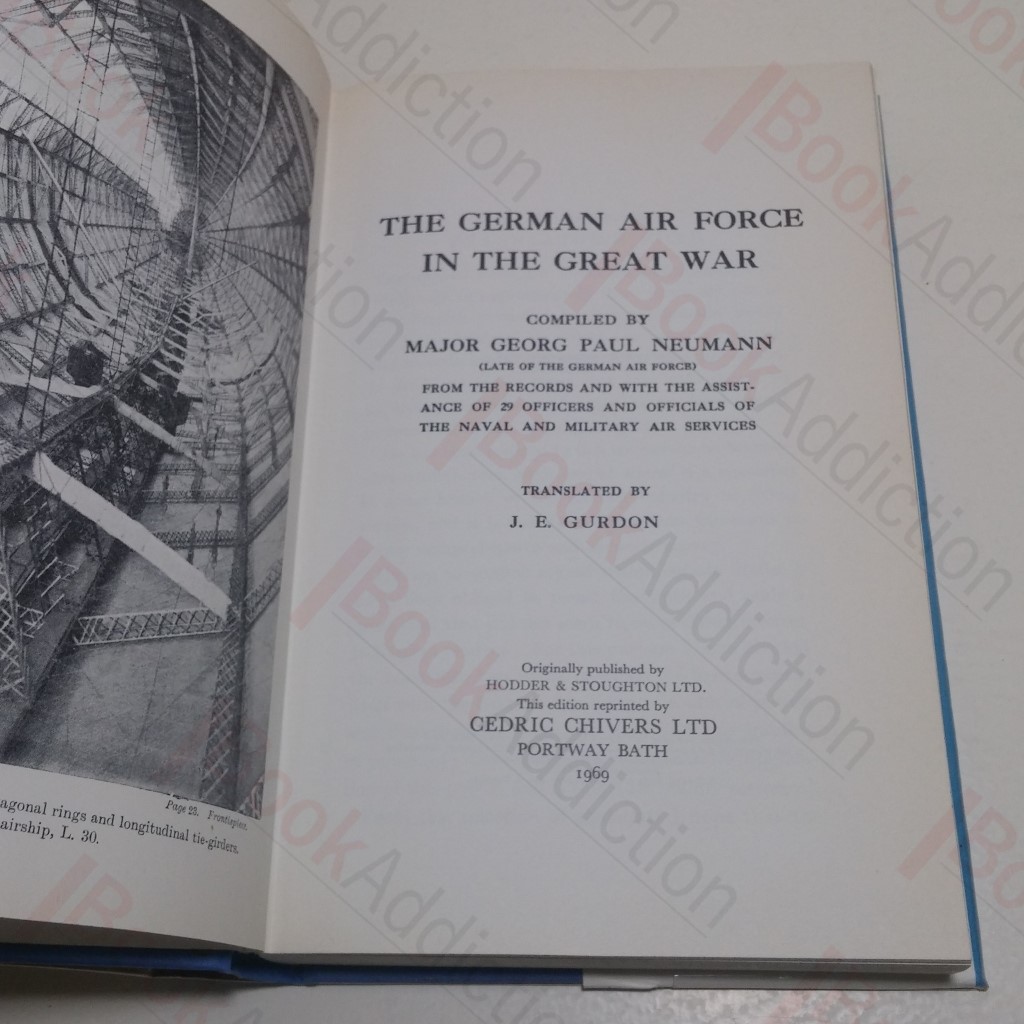 Page 23. Frontispiece.
agonal rings and longitudinal tie-girders.
airship, L. 30.
THE GERMAN AIR FORCE
IN THE GREAT WAR
COMPILED BY
MAJOR GEORG PAUL NEUMANN
(LATE OF THE GERMAN AIR FORCE)
FROM THE RECORDS AND WITH THE ASSIST-
ANCE OF 29 OFFICERS AND OFFICIALS OF
THE NAVAL AND MILITARY AIR SERVICES
TRANSLATED BY
J. E. GURDON
Originally published by
HODDER & STOUGHTON LTD.
This edition reprinted by
CEDRIC CHIVERS LTD
PORTWAY BATH
1969
BookAddiction